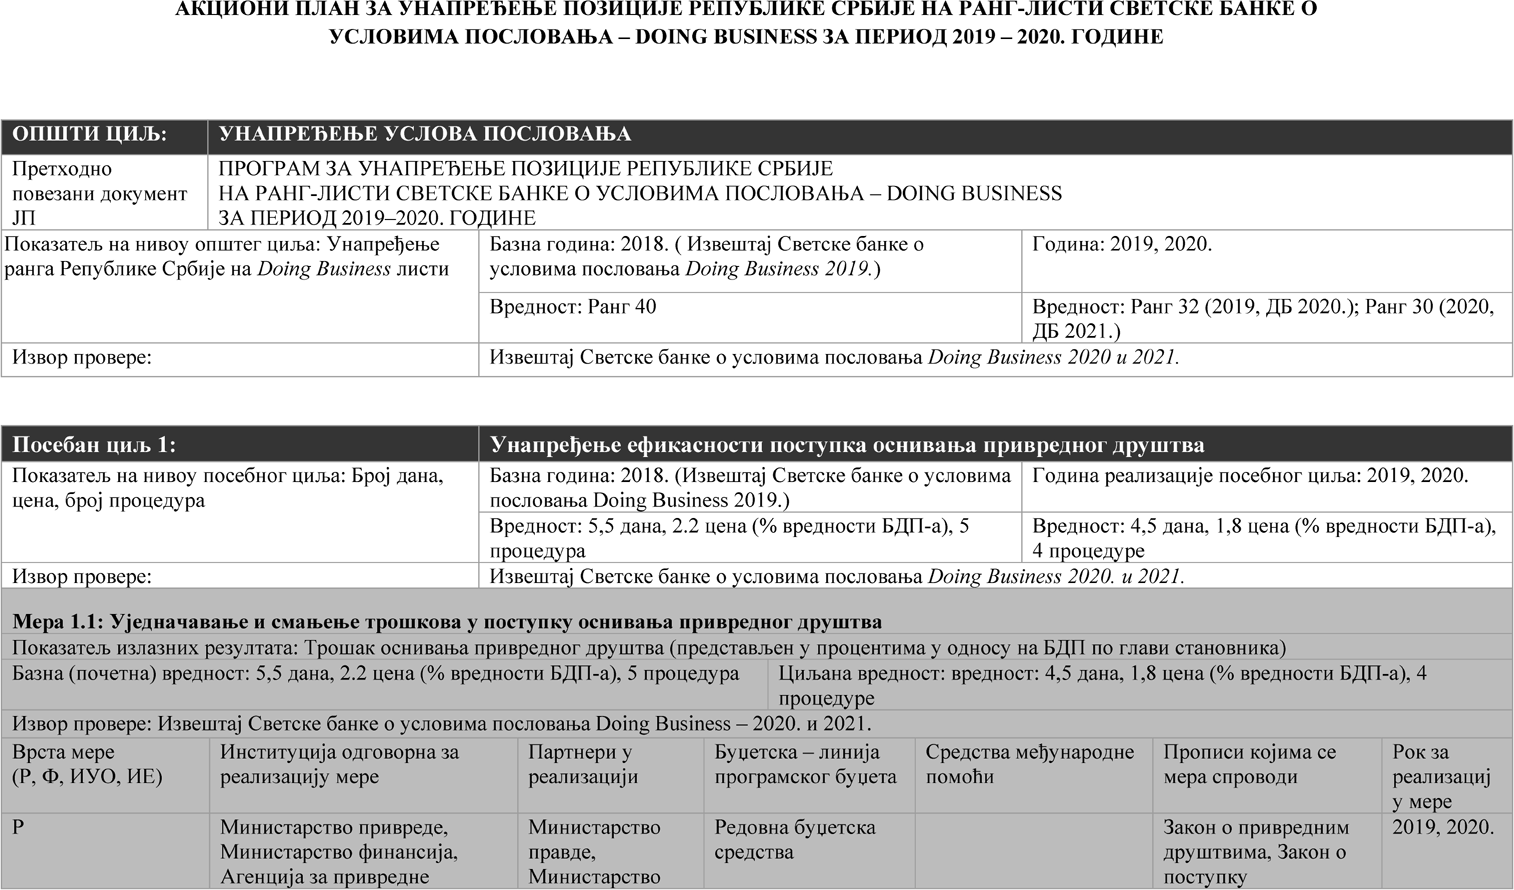 АКЦИОНИ ПЛАН ЗА УНАПРЕЂЕЊЕ ПОЗИЦИЈЕ РЕПУБЛИКЕ СРБИЈЕ НА РАНГ-ЛИСТИ СВЕТСКЕ БАНКЕ О
УСЛОВИМА ПОСЛОВАЊА – DOING BUSINESS ЗА ПЕРИОД 2019 – 2020. ГОДИНЕ
ОПШТИ ЦИЉ:
УНАПРЕЂЕЊЕ УСЛОВА ПОСЛОВАЊА
Претходно
повезани документ
ЈП
ПРОГРАМ ЗА УНАПРЕЂЕЊЕ ПОЗИЦИЈЕ РЕПУБЛИКЕ СРБИЈЕ
НА РАНГ-ЛИСТИ СВЕТСКЕ БАНКЕ О УСЛОВИМА ПОСЛОВАЊА – DOING BUSINESS
ЗА ПЕРИОД 2019–2020. ГОДИНЕ
Показатељ на нивоу општег циља: Унапређење
ранга Републике Србије на Doing Business листи
Базна година: 2018. ( Извештај Светске банке о
условима пословања Doing Business 2019.)
Година: 2019, 2020.
Вредност: Ранг 40
Вредност: Ранг 32 (2019, ДБ 2020.); Ранг 30 (2020,
ДБ 2021.)
Извор провере:
Извештај Светске банке о условима пословања Doing Business 2020 и 2021.
Посебан циљ 1:
Унапређење ефикасности поступка оснивања привредног друштва
Показатељ на нивоу посебног циља: Број дана,
цена, број процедура
Базна година: 2018. (Извештај Светске банке о условима
пословања Doing Business 2019.)
Година реализације посебног циља: 2019, 2020.
Вредност: 5,5 дана, 2.2 цена (% вредности БДП-а), 5
процедура
Вредност: 4,5 дана, 1,8 цена (% вредности БДП-а),
4 процедуре
Извор провере:
Извештај Светске банке о условима пословања Doing Business 2020. и 2021.
Мера 1.1: Уједначавање и смањење трошкова у поступку оснивања привредног друштва
Показатељ излазних резултата: Трошак оснивања привредног друштва (представљен у процентима у односу на БДП по глави становника)
Базна (почетна) вредност: 5,5 дана, 2.2 цена (% вредности БДП-а), 5 процедура
Циљана вредност: вредност: 4,5 дана, 1,8 цена (% вредности БДП-а), 4
процедуре
Извор провере: Извештај Светске банке о условима пословања Doing Business – 2020. и 2021.
Врста мере
(Р, Ф, ИУО, ИЕ)
Институција одговорна за
реализацију мере
Партнери у
реализацији
Буџетска – линија
програмског буџета
Средства међународне
помоћи
Прописи којима се
мера спроводи
Рок за
реализациј
у мере
Р
Министарство привреде,
Министарство финансија,
Агенција за привредне
Министарство
правде,
Министарство
Редовна буџетска
средства
Закон о привредним
друштвима, Закон о
поступку
2019, 2020.